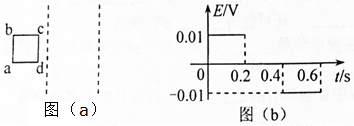 b c
a d
图（a）
E/V
0.01
0 0.2 0.4 0.6 t/s
-0.01
图（b）